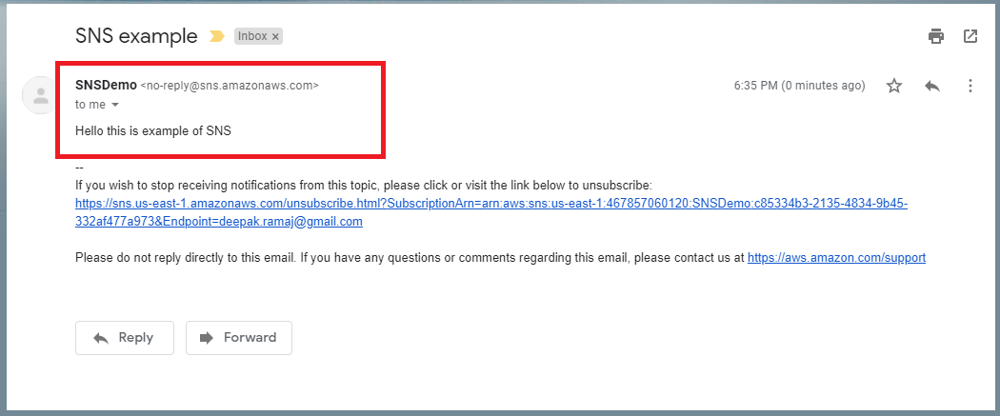 SNS example
Inbox ×
SNSDemo <no-reply@sns.amazonaws.com>
6:35 PM (0 minutes ago)
to me
Hello this is example of SNS
--
If you wish to stop receiving notifications from this topic, please click or visit the link below to unsubscribe:
https://sns.us-east-1.amazonaws.com/unsubscribe.html?SubscriptionArn=arn:aws:sns:us-east-1:467857060120:SNSDemo:c85334b3-2135-4834-9b45-
332af477a973&Endpoint=deepak.ramaj@gmail.com
Please do not reply directly to this email. If you have any questions or comments regarding this email, please contact us at https://aws.amazon.com/support
Reply
Forward